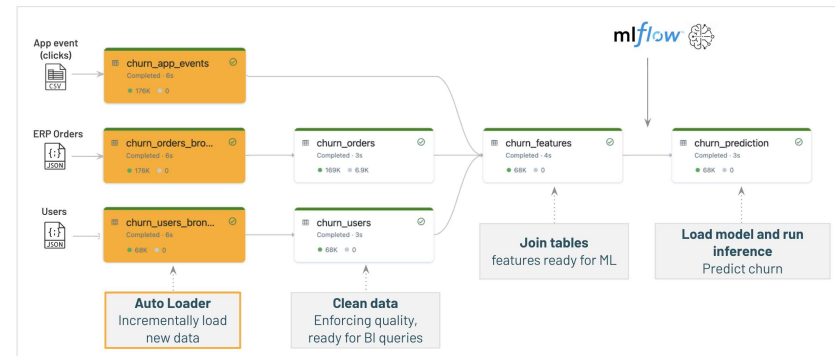 mlflow
App event
(clicks)
CSV
churn_app_events
Completed · 6s
176K 0
ERP Orders
{;}
JSON
churn_orders_bro...
Completed · 6s
176K 0
churn_orders
Completed · 3s
169K 6.9K
churn_features
Completed · 4s
68K 0
churn_prediction
Completed · 3s
68K 0
Users
{;}
JSON
churn_users_bron...
Completed · 6s
68K 0
churn_users
Completed · 3s
68K 0
Auto Loader
Incrementally load
new data
Clean data
Enforcing quality,
ready for BI queries
Join tables
features ready for ML
Load model and run
inference
Predict churn